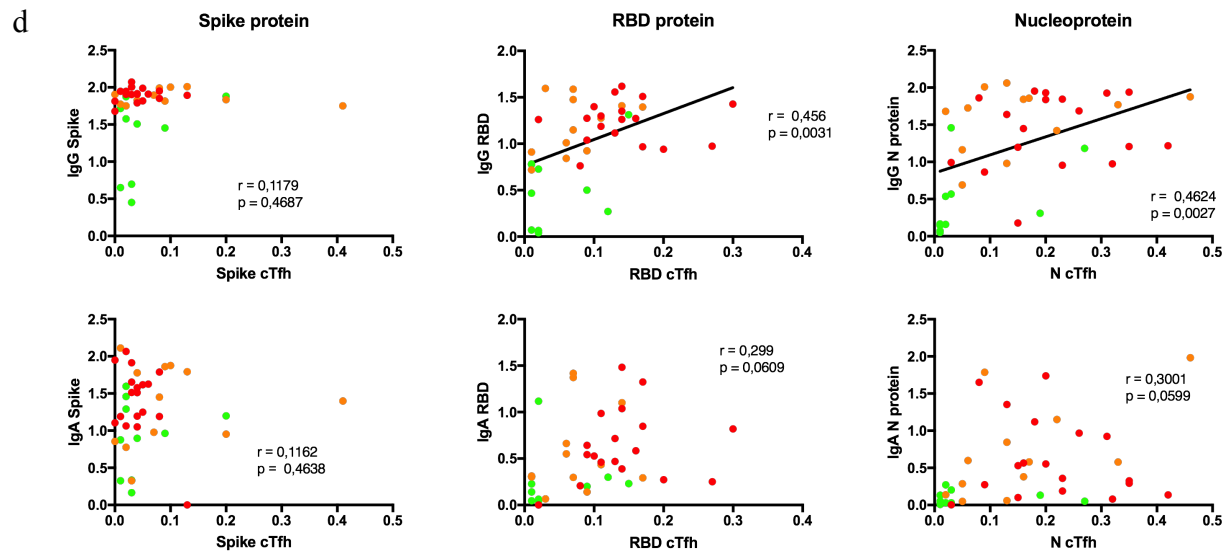 d
Spike protein
RBD protein
Nucleoprotein
2.5
2.0
1.5
1.0
0.5
0.0
IgG Spike
r = 0,1179
p = 0,4687
0.0 0.1 0.2 0.3 0.4 0.5
Spike cTfh
2.0
1.5
1.0
0.5
0.0
IgG RBD
r = 0,456
p = 0,0031
0.0 0.1 0.2 0.3 0.4
RBD cTfh
2.5
2.0
1.5
1.0
0.5
0.0
IgG N protein
r = 0,4624
p = 0,0027
0.0 0.1 0.2 0.3 0.4 0.5
N cTfh
2.5
2.0
1.5
1.0
0.5
0.0
IgA Spike
r = 0,1162
p = 0,4638
0.0 0.1 0.2 0.3 0.4 0.5
Spike cTfh
2.5
2.0
1.5
1.0
0.5
0.0
IgA RBD
r = 0,299
p = 0,0609
0.0 0.1 0.2 0.3 0.4
RBD cTfh
2.5
2.0
1.5
1.0
0.5
0.0
IgA N protein
r = 0,3001
p = 0,0599
0.0 0.1 0.2 0.3 0.4 0.5
N cTfh